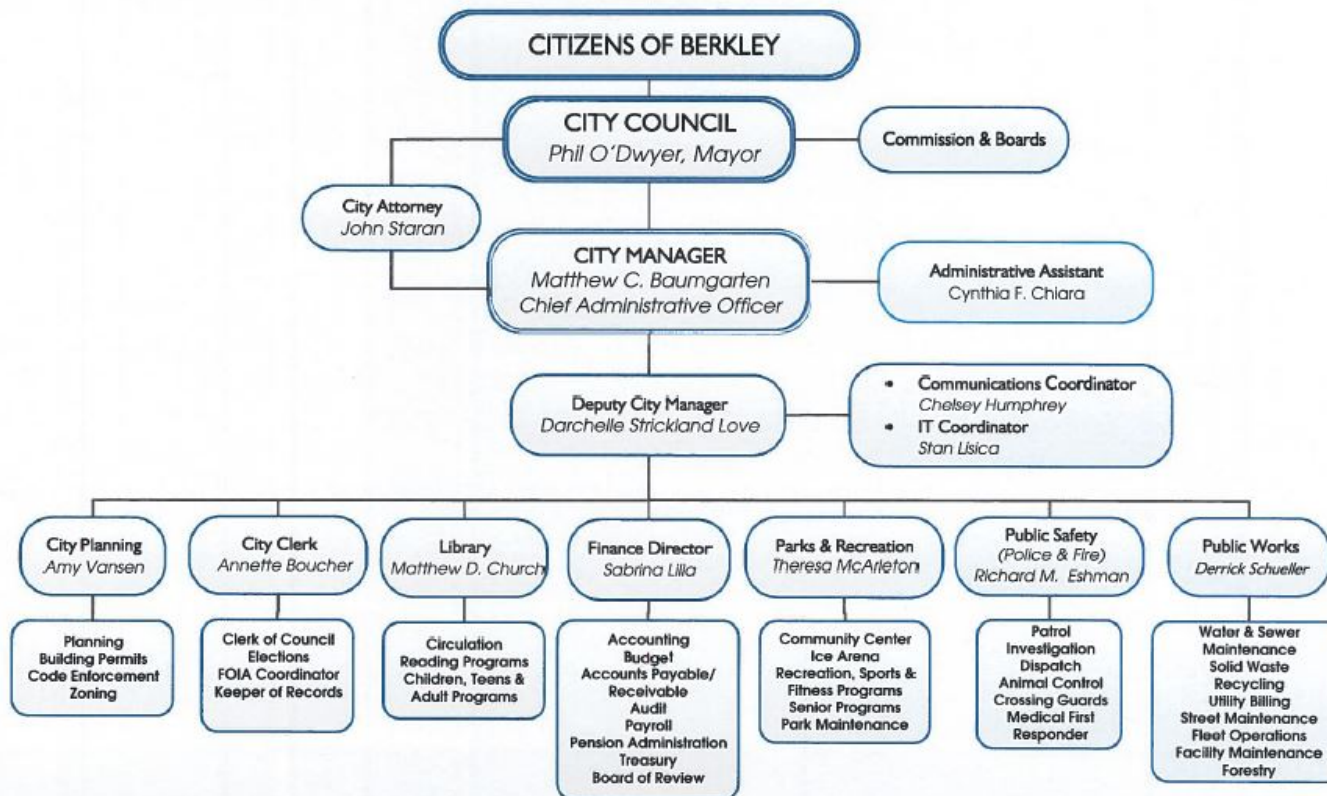 CITIZENS OF BERKLEY
CITY COUNCIL
Phil O'Dwyer, Mayor
Commission & Boards
City Attorney
John Staran
CITY MANAGER
Matthew C. Baumgarten
Chief Administrative Officer
Administrative Assistant
Cynthia F. Chiara
Deputy City Manager
Darchelle Strickland Love
• Communications Coordinator
Chelsey Humphrey
• IT Coordinator
Stan Lisica
City Planning
Amy Vansen
City Clerk
Annette Boucher
Library
Matthew D. Church
Finance Director
Sabrina Lilla
Parks & Recreation
Theresa McArleton
Public Safety
(Police & Fire)
Richard M. Eshman
Public Works
Derrick Schueller
Planning
Building Permits
Code Enforcement
Zoning
Clerk of Council
Elections
FOIA Coordinator
Keeper of Records
Circulation
Reading Programs
Children, Teens &
Adult Programs
Accounting
Budget
Accounts Payable/
Receivable
Audit
Payroll
Pension Administration
Treasury
Board of Review
Community Center
Ice Arena
Recreation, Sports &
Fitness Programs
Senior Programs
Park Maintenance
Patrol
Investigation
Dispatch
Animal Control
Crossing Guards
Medical First
Responder
Water & Sewer
Maintenance
Solid Waste
Recycling
Utility Billing
Street Maintenance
Fleet Operations
Facility Maintenance
Forestry